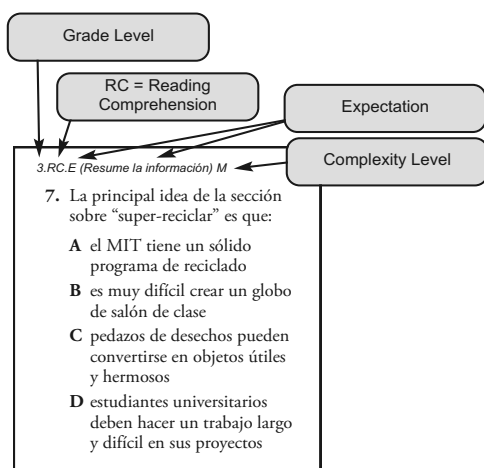 Grade Level
RC = Reading
Comprehension
Expectation
Complexity Level
3.RC.E (Resume la información) M
7. La principal idea de la sección
sobre “super-reciclar” es que:
A el MIT tiene un sólido
programa de reciclado
B es muy difícil crear un globo
de salón de clase
C pedazos de desechos pueden
convertirse en objetos útiles
y hermosos
D estudiantes universitarios
deben hacer un trabajo largo
y difícil en sus proyectos